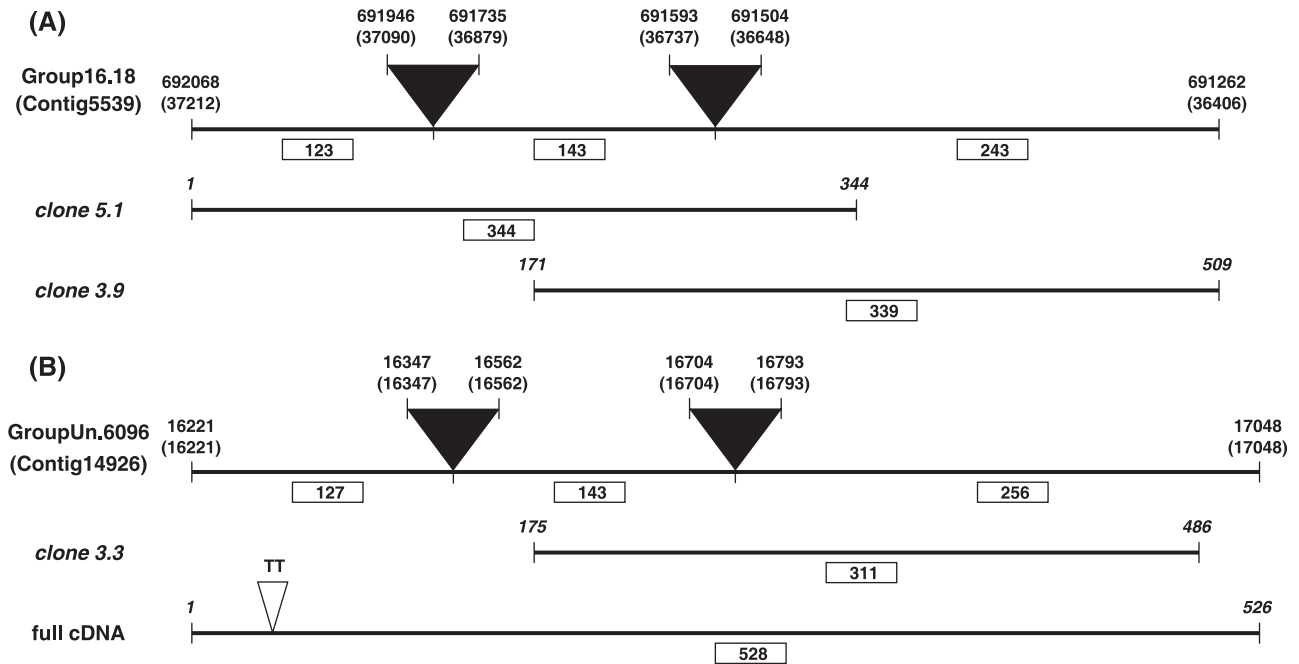 (A)
691946 691735 691593 691504
(37090) (36879) (36737) (36648)
Group16.18 692068 691262
(Contig5539) (37212) (36406)
123 143 243
1 344
clone 5.1
344
171 509
clone 3.9
339
(B)
16347 16562 16704 16793
(16347) (16562) (16704) (16793)
GroupUn.6096 16221 17048
(Contig14926) (16221) (17048)
127 143 256
175 486
clone 3.3
311
TT
1 526
full cDNA
528